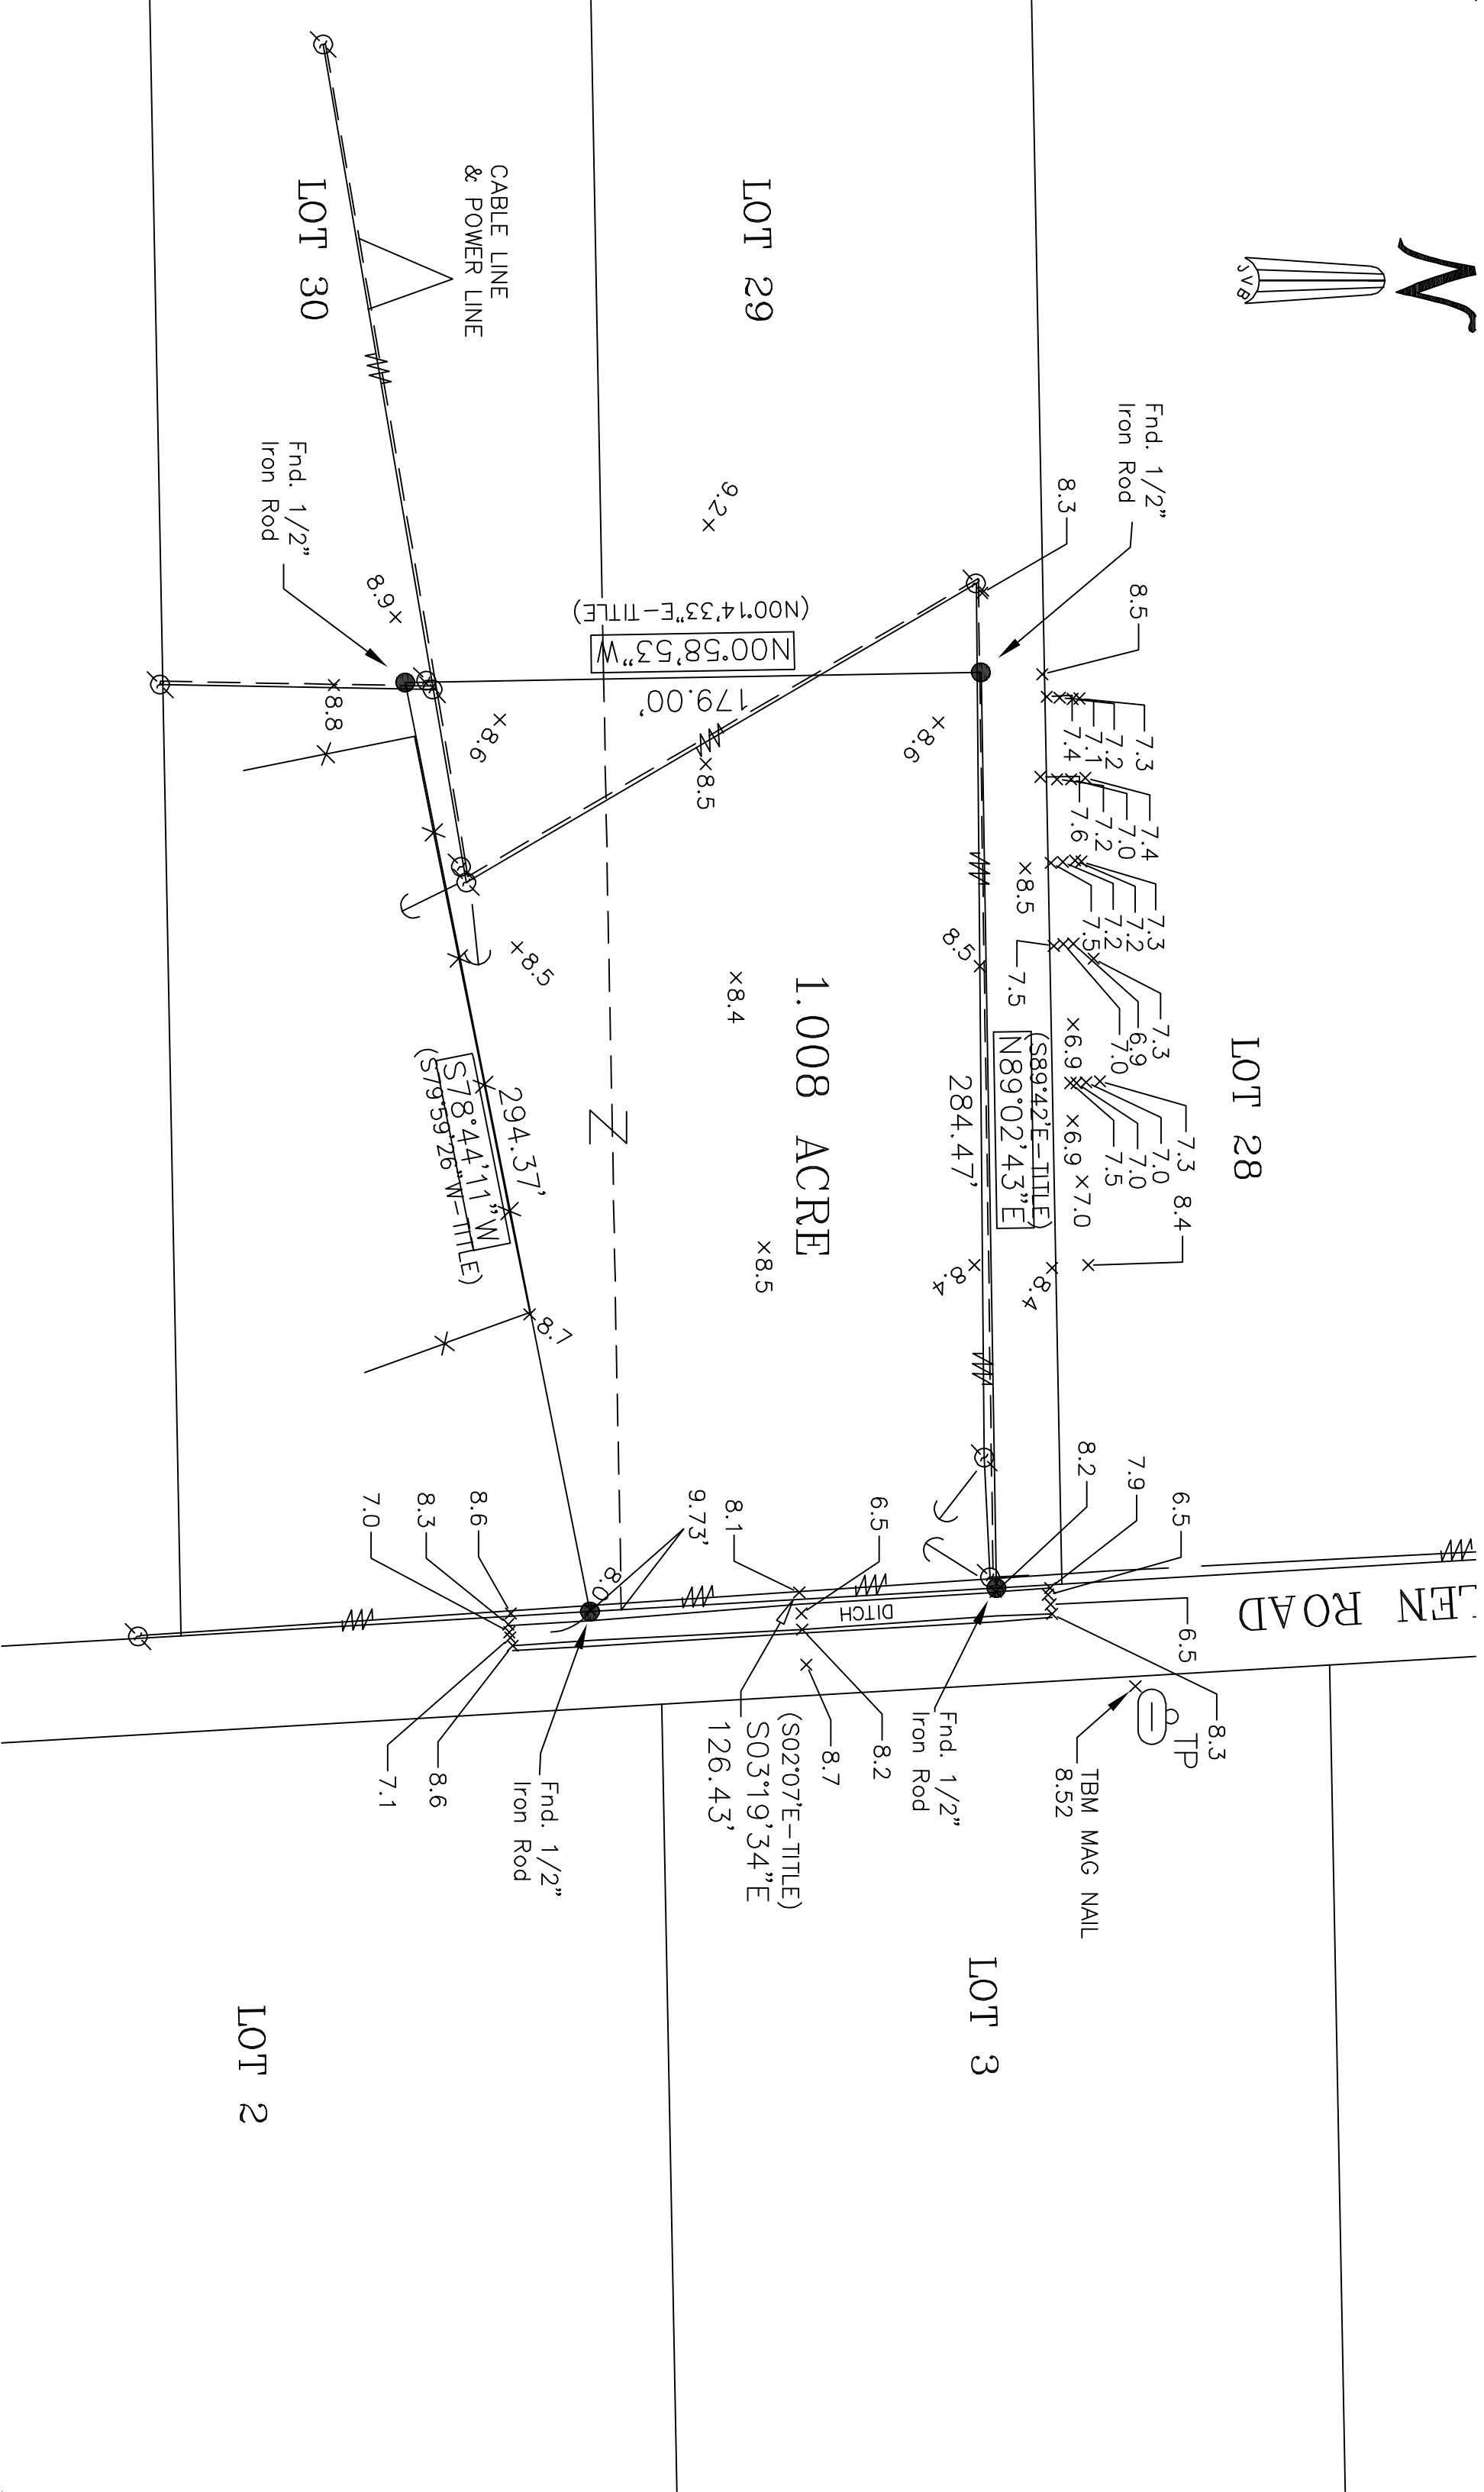 JVB
LEN ROAD
LOT 28
Fnd. 1/2"
Iron Rod
8.3
8.5
7.3
7.2
7.1
7.4
7.4
7.0
7.2
7.6
7.3
7.2
7.2
7.5
7.3
6.9
7.0
7.5
7.3
7.0
7.0
7.5
8.4
×6.9
×6.9
×7.0
×8.5
8.4
8.2
7.9
6.5
6.5
8.3
TP
TBM MAG NAIL
8.52
(S89°42'E-TITLE)
N89°02'43"E
284.47'
8.5
8.4
8.6
LOT 29
9.2×
(N00°14'33"E-TITLE)
N00°58'53"W
179.00'
×8.5
1.008 ACRE
×8.4
×8.5
8.6
×8.5
CABLE LINE
& POWER LINE
LOT 30
Fnd. 1/2"
Iron Rod
8.9×
×8.8
294.37'
S78°44'11"W
(S79°59'26"W-TITLE)
8.7
9.73'
8.0
8.1
6.5
DITCH
8.6
8.3
7.0
Fnd. 1/2"
Iron Rod
8.2
8.7
(S02°07'E-TITLE)
S03°19'34"E
126.43'
Fnd. 1/2"
Iron Rod
8.6
7.1
LOT 3
LOT 2